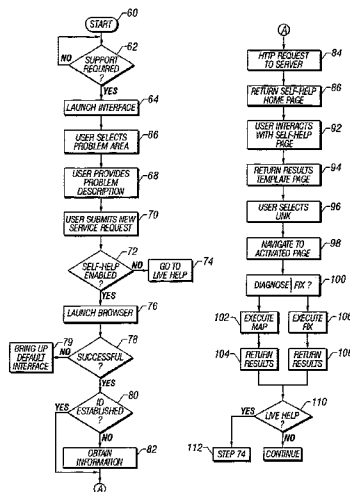 START
60
62
SUPPORT
REQUIRED
?
NO
YES
64
LAUNCH INTERFACE
66
USER SELECTS
PROBLEM AREA
68
USER PROVIDES
PROBLEM
DESCRIPTION
70
USER SUBMITS NEW
SERVICE REQUEST
72
SELF-HELP
ENABLED
?
NO
74
GO TO
LIVE HELP
YES
76
LAUNCH BROWSER
78
SUCCESSFUL
?
NO
79
BRING UP
DEFAULT
INTERFACE
YES
80
ID
ESTABLISHED
?
YES
NO
82
OBTAIN
INFORMATION
A
A
84
HTTP REQUEST
TO SERVER
86
RETURN SELF-HELP
HOME PAGE
92
USER INTERACTS
WITH SELF-HELP
PAGE
94
RETURN RESULTS
TEMPLATE PAGE
96
USER SELECTS
LINK
98
NAVIGATE TO
ACTIVATED PAGE
100
DIAGNOSE/FIX ?
102
EXECUTE
MAP
EXECUTE
FIX
104
RETURN
RESULTS
RETURN
RESULTS
110
LIVE HELP
?
YES
NO
112
STEP 74
CONTINUE